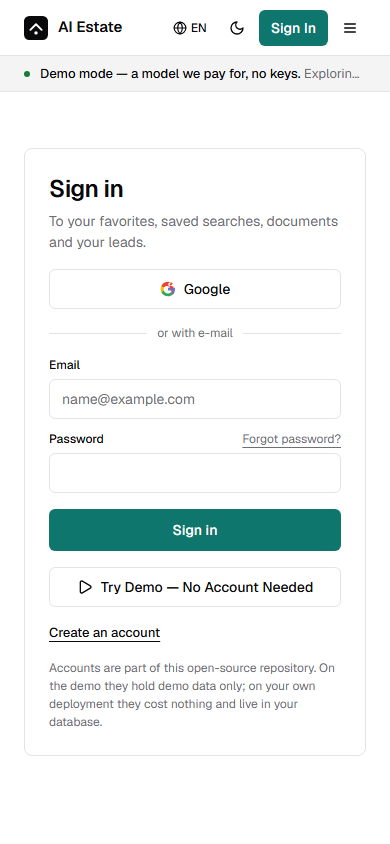 AI Estate
EN
Sign In
Demo mode — a model we pay for, no keys. Explorin...
Sign in
To your favorites, saved searches, documents
and your leads.
Google
or with e-mail
Email
name@example.com
Password
Forgot password?
Sign in
Try Demo — No Account Needed
Create an account
Accounts are part of this open-source repository. On
the demo they hold demo data only; on your own
deployment they cost nothing and live in your
database.